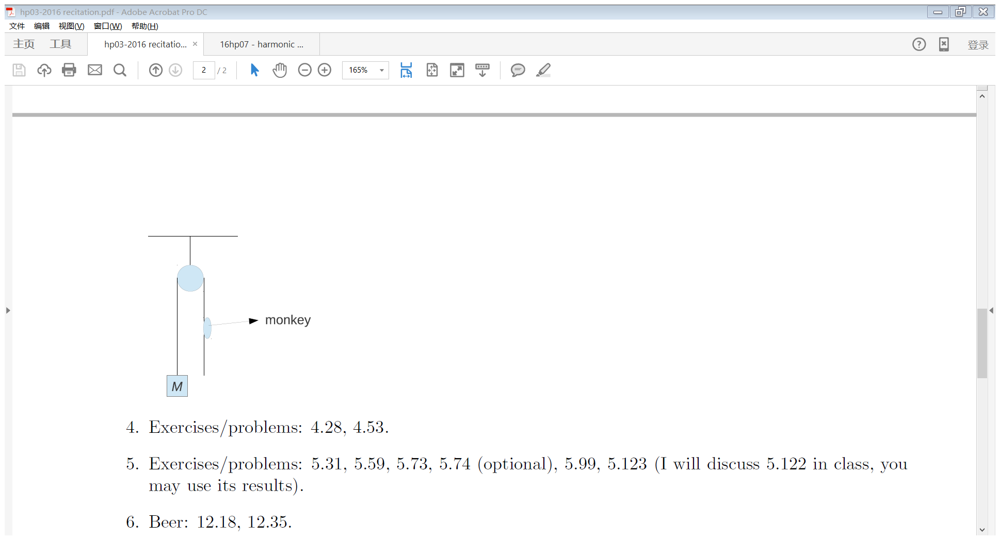 hp03-2016 recitation.pdf - Adobe Acrobat Pro DC
文件 编辑 视图(V) 窗口(W) 帮助(H)
主页 工具 hp03-2016 recitatio... × 16hp07 - harmonic ... 登录
2 / 2 165%
monkey
M
4. Exercises/problems: 4.28, 4.53.
5. Exercises/problems: 5.31, 5.59, 5.73, 5.74 (optional), 5.99, 5.123 (I will discuss 5.122 in class, you
may use its results).
6. Beer: 12.18, 12.35.